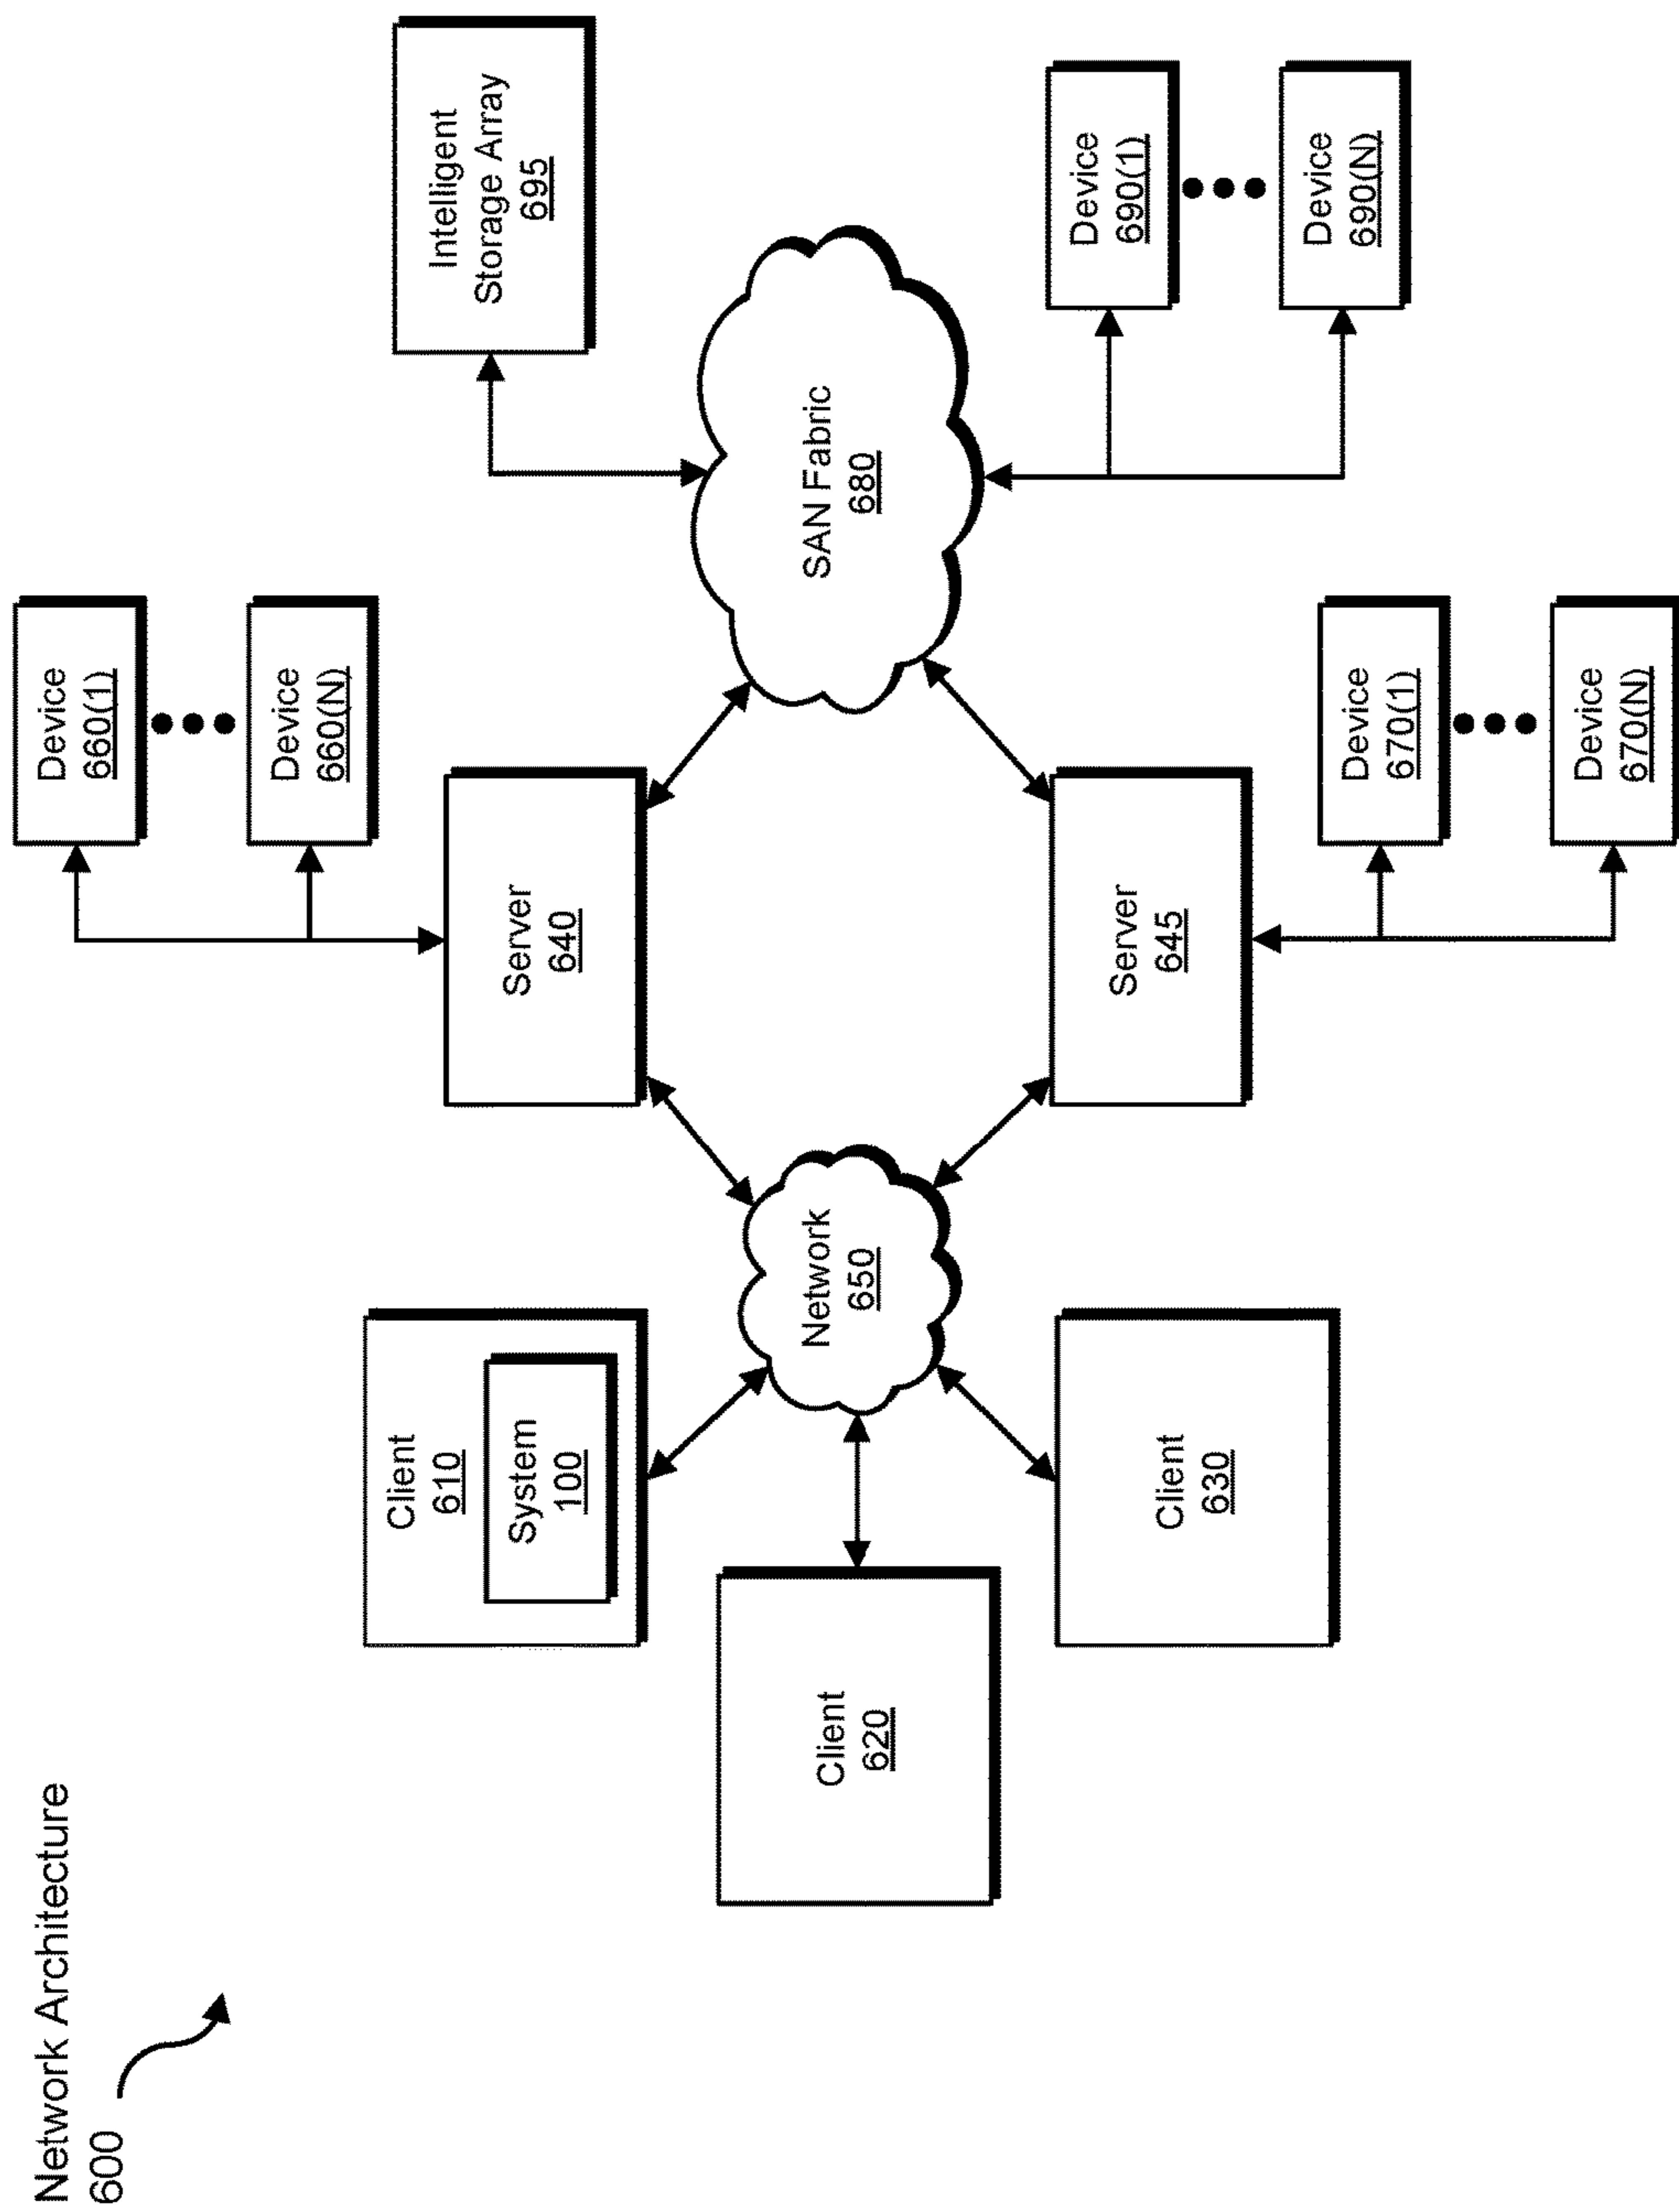 Network Architecture
600
Device
660(1)
Device
660(N)
Intelligent
Storage Array
695
Client
610
System
100
Server
640
Client
620
Network
650
SAN Fabric
680
Client
630
Server
645
Device
690(1)
Device
690(N)
Device
670(1)
Device
670(N)